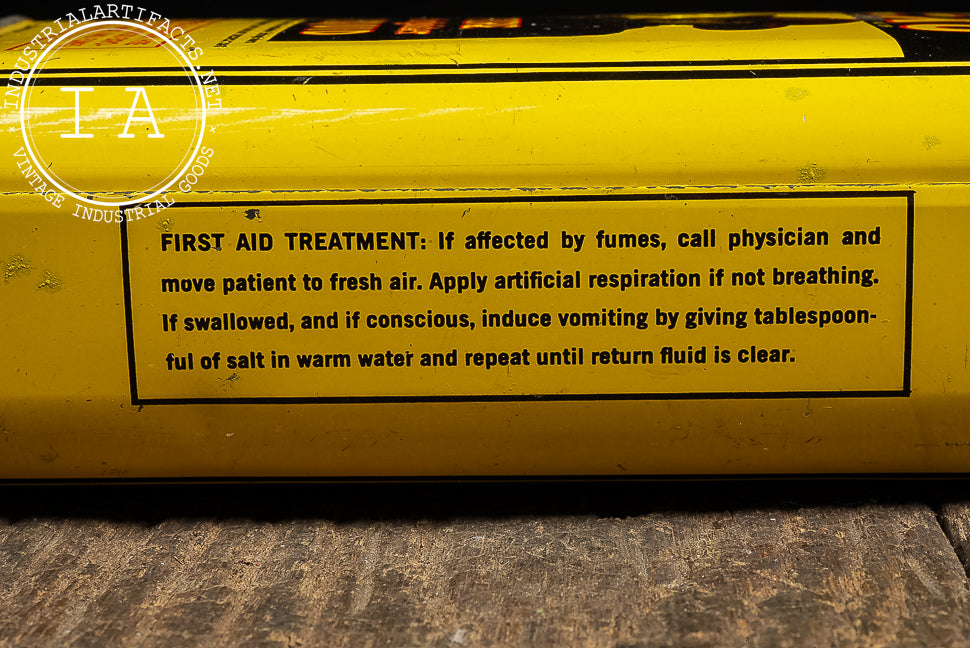 INDUSTRIALARTIFACTS.NET
IA
VINTAGE INDUSTRIAL GOODS
FIRST AID TREATMENT: If affected by fumes, call physician and
move patient to fresh air. Apply artificial respiration if not breathing.
If swallowed, and if conscious, induce vomiting by giving tablespoon-
ful of salt in warm water and repeat until return fluid is clear.